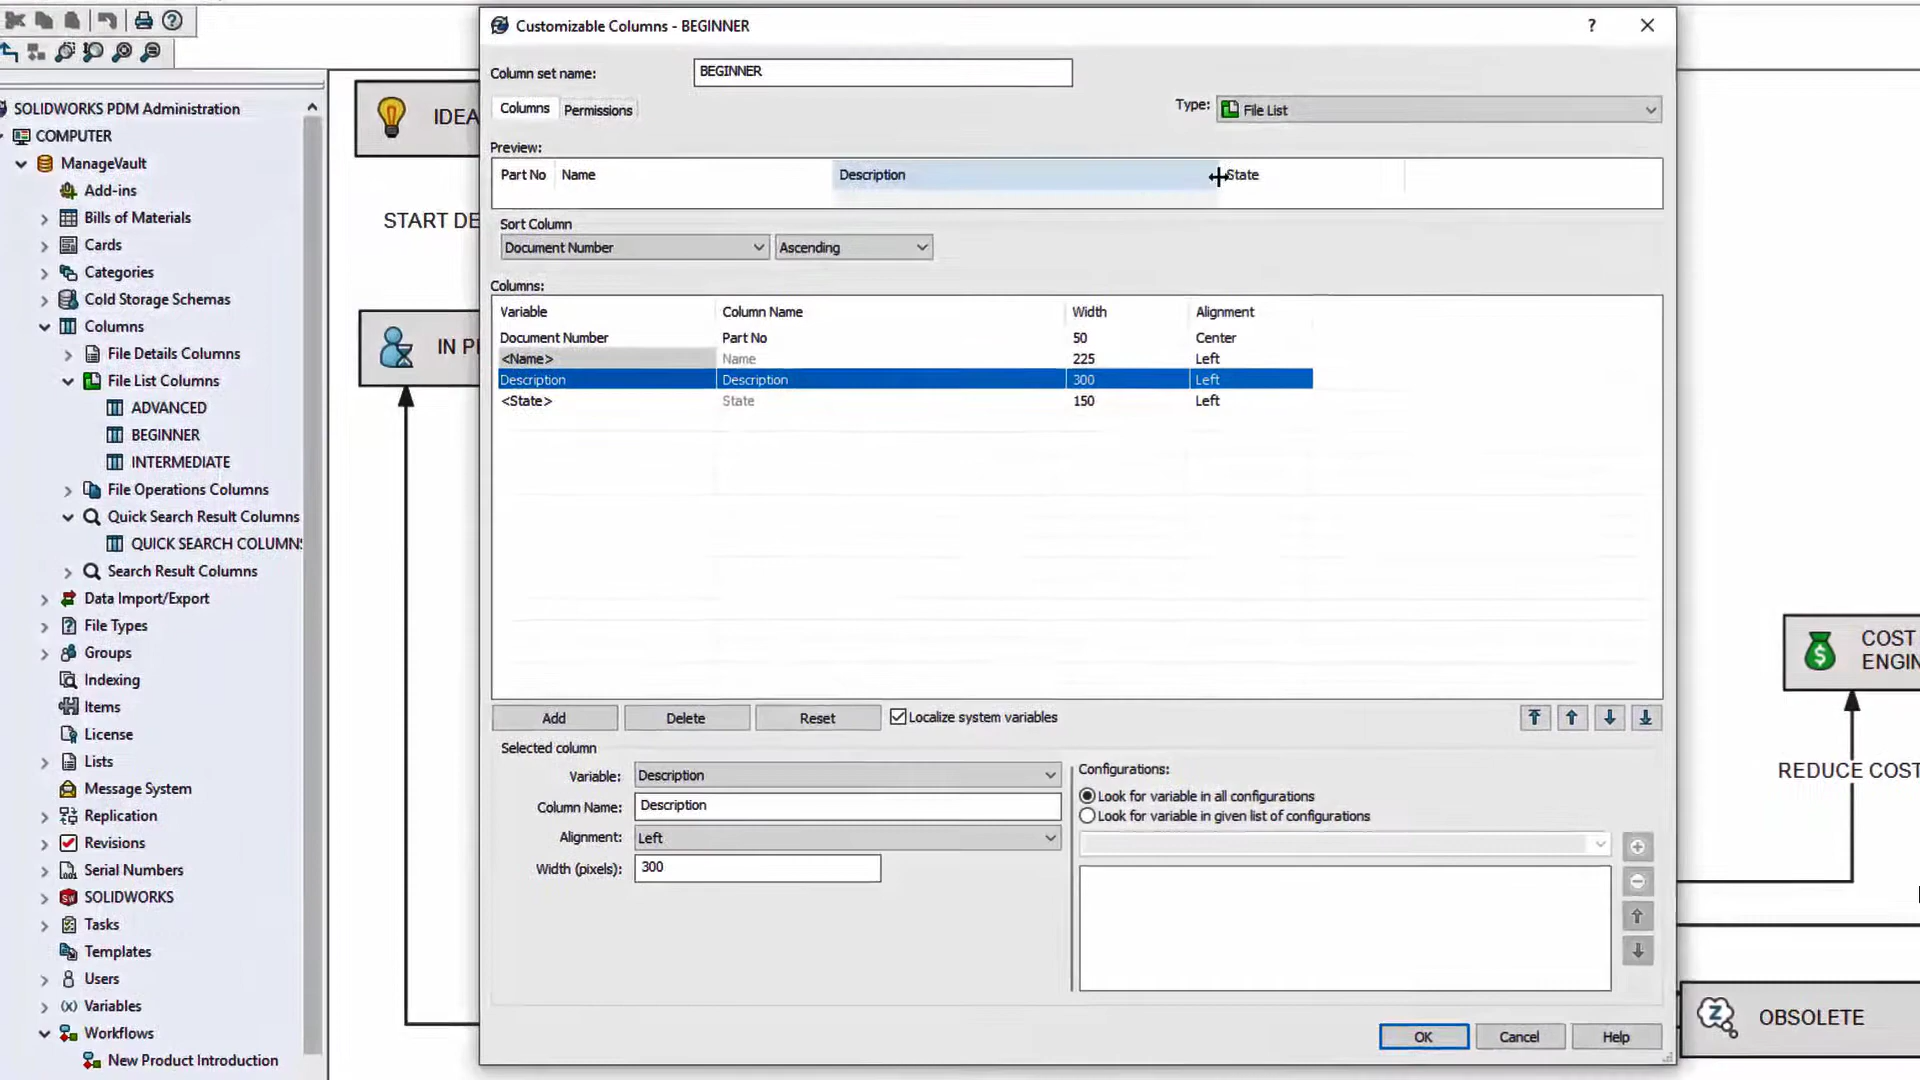 Customizable Columns - BEGINNER
?
Column set name:
BEGINNER
Columns
Permissions
Type:
File List
Preview:
Part No
Name
Description
State
Sort Column
Document Number
Ascending
Columns:
Variable
Column Name
Width
Alignment
Document Number
Part No
50
Center
<Name>
Name
225
Left
Description
Description
300
Left
<State>
State
150
Left
Add
Delete
Reset
Localize system variables
Selected column
Variable:
Description
Column Name:
Description
Alignment:
Left
Width (pixels):
300
Configurations:
Look for variable in all configurations
Look for variable in given list of configurations
OK
Cancel
Help
SOLIDWORKS PDM Administration
COMPUTER
ManageVault
Add-ins
Bills of Materials
Cards
Categories
Cold Storage Schemas
Columns
File Details Columns
File List Columns
ADVANCED
BEGINNER
INTERMEDIATE
File Operations Columns
Quick Search Result Columns
QUICK SEARCH COLUMNS
Search Result Columns
Data Import/Export
File Types
Groups
Indexing
Items
License
Lists
Message System
Replication
Revisions
Serial Numbers
SOLIDWORKS
Tasks
Templates
Users
Variables
Workflows
New Product Introduction
IDEA
START DE
IN P
COST
ENGIN
REDUCE COST
OBSOLETE